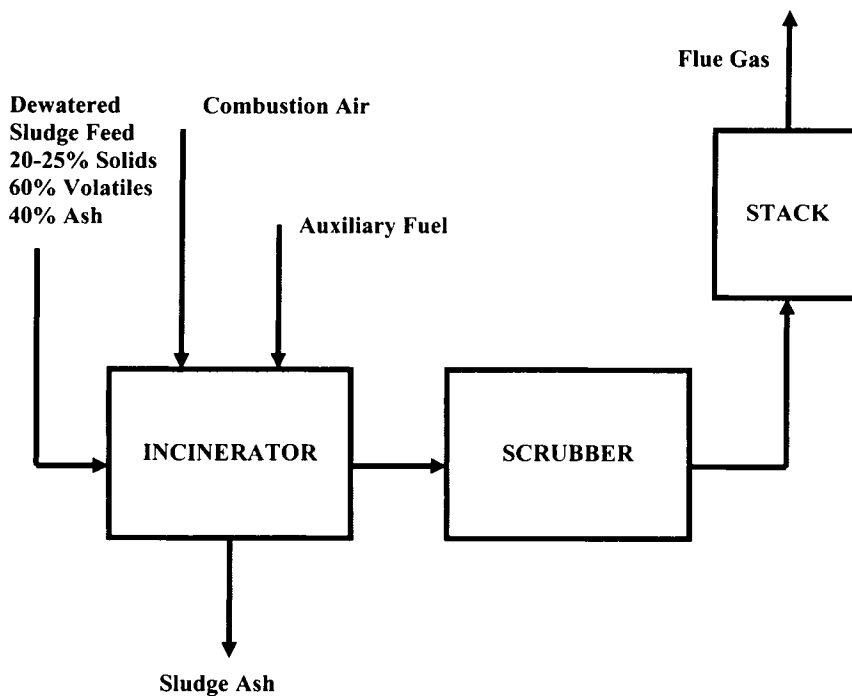 Flue Gas
Dewatered
Sludge Feed
20-25% Solids
60% Volatiles
40% Ash
Combustion Air
Auxiliary Fuel
STACK
INCINERATOR
SCRUBBER
Sludge Ash